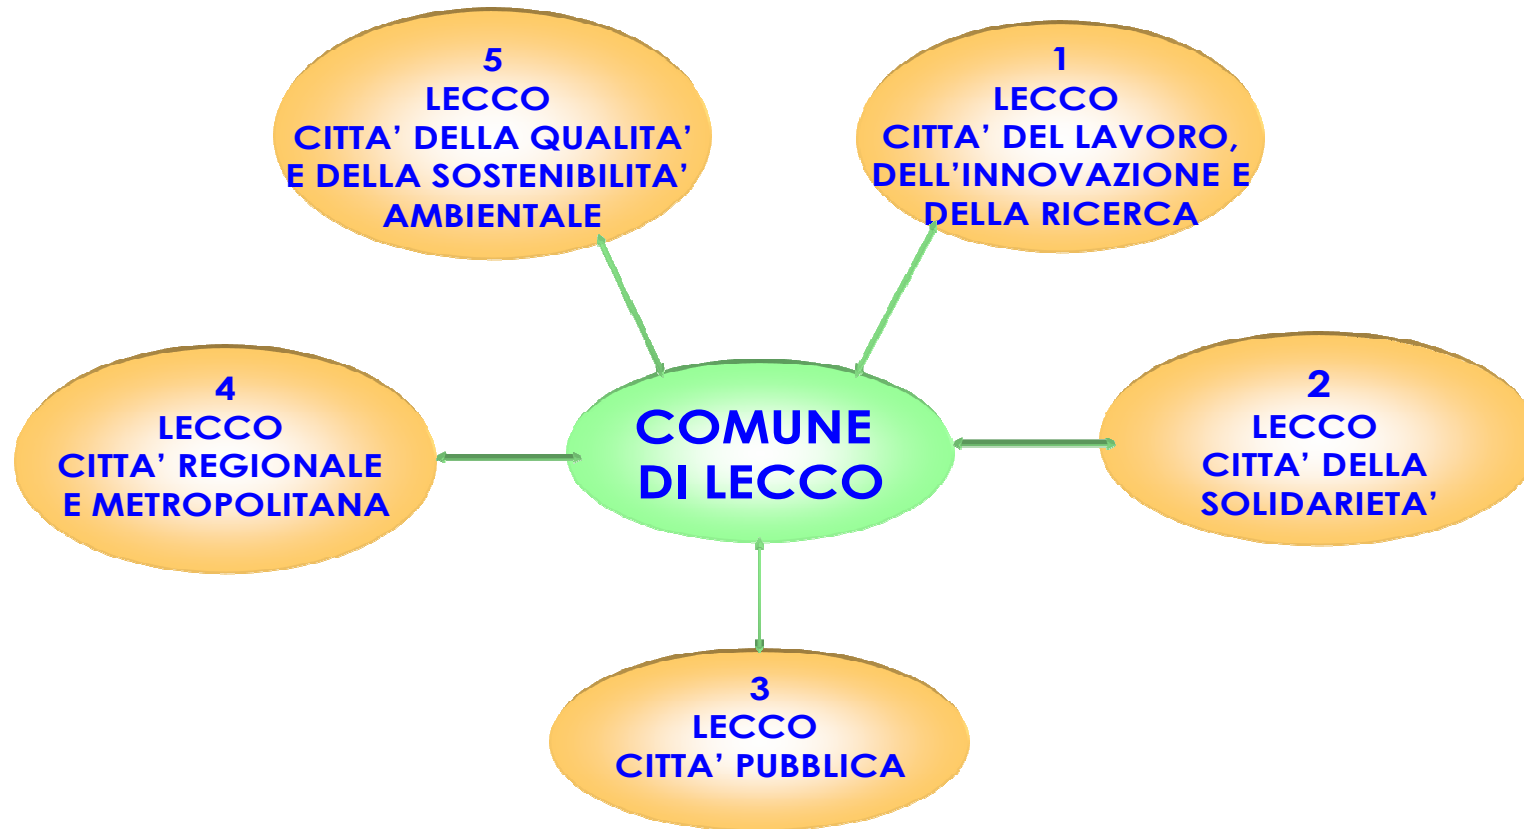 5
LECCO
CITTA’ DELLA QUALITA’
E DELLA SOSTENIBILITA’
AMBIENTALE
1
LECCO
CITTA’ DEL LAVORO,
DELL’INNOVAZIONE E
DELLA RICERCA
4
LECCO
CITTA’ REGIONALE
E METROPOLITANA
COMUNE
DI LECCO
2
LECCO
CITTA’ DELLA
SOLIDARIETA’
3
LECCO
CITTA’ PUBBLICA